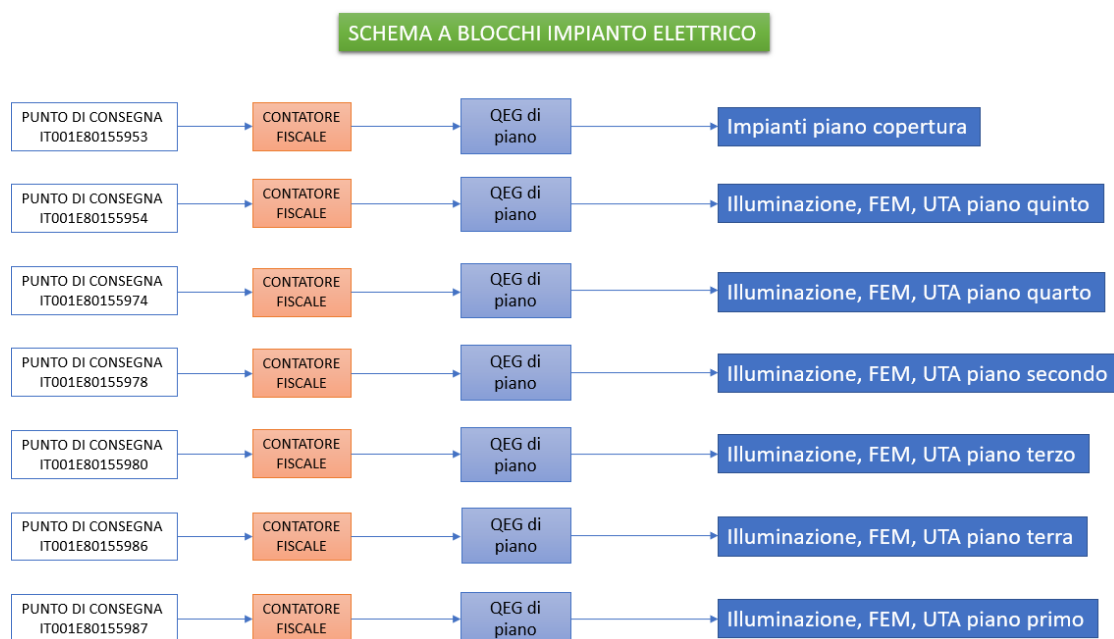 SCHEMA A BLOCCHI IMPIANTO ELETTRICO
PUNTO DI CONSEGNA
IT001E80155953
CONTATORE
FISCALE
QEG di
piano
Impianti piano copertura
PUNTO DI CONSEGNA
IT001E80155954
CONTATORE
FISCALE
QEG di
piano
Illuminazione, FEM, UTA piano quinto
PUNTO DI CONSEGNA
IT001E80155974
CONTATORE
FISCALE
QEG di
piano
Illuminazione, FEM, UTA piano quarto
PUNTO DI CONSEGNA
IT001E80155978
CONTATORE
FISCALE
QEG di
piano
Illuminazione, FEM, UTA piano secondo
PUNTO DI CONSEGNA
IT001E80155980
CONTATORE
FISCALE
QEG di
piano
Illuminazione, FEM, UTA piano terzo
PUNTO DI CONSEGNA
IT001E80155986
CONTATORE
FISCALE
QEG di
piano
Illuminazione, FEM, UTA piano terra
PUNTO DI CONSEGNA
IT001E80155987
CONTATORE
FISCALE
QEG di
piano
Illuminazione, FEM, UTA piano primo